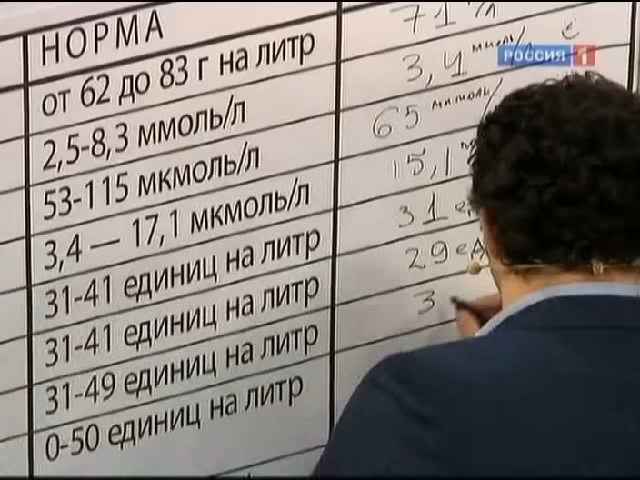 НОРМА
от 62 до 83 г на литр
71 /л
2,5-8,3 ммоль/л
3,4 ммоль/
53-115 мкмоль/л
65
3,4 — 17,1 мкмоль/л
15,1
31-41 единиц на литр
31 е
31-41 единиц на литр
29 ед
31-49 единиц на литр
3
0-50 единиц на литр
РОССИЯ 1